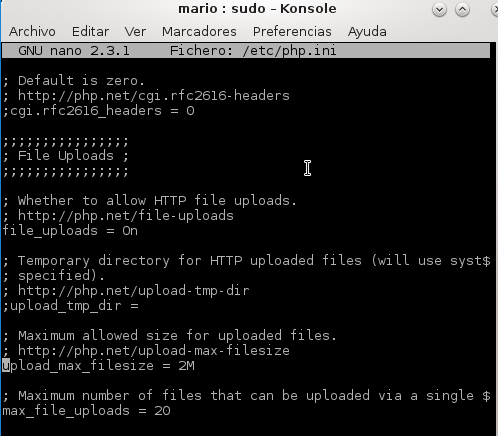 mario : sudo – Konsole
Archivo Editar Ver Marcadores Preferencias Ayuda
GNU nano 2.3.1 Fichero: /etc/php.ini
; Default is zero.
; http://php.net/cgi.rfc2616-headers
;cgi.rfc2616_headers = 0
;;;;;;;;;;;;;;;;
; File Uploads ;
;;;;;;;;;;;;;;;;
; Whether to allow HTTP file uploads.
; http://php.net/file-uploads
file_uploads = On
; Temporary directory for HTTP uploaded files (will use syst$
; specified).
; http://php.net/upload-tmp-dir
;upload_tmp_dir =
; Maximum allowed size for uploaded files.
; http://php.net/upload-max-filesize
upload_max_filesize = 2M
; Maximum number of files that can be uploaded via a single $
max_file_uploads = 20